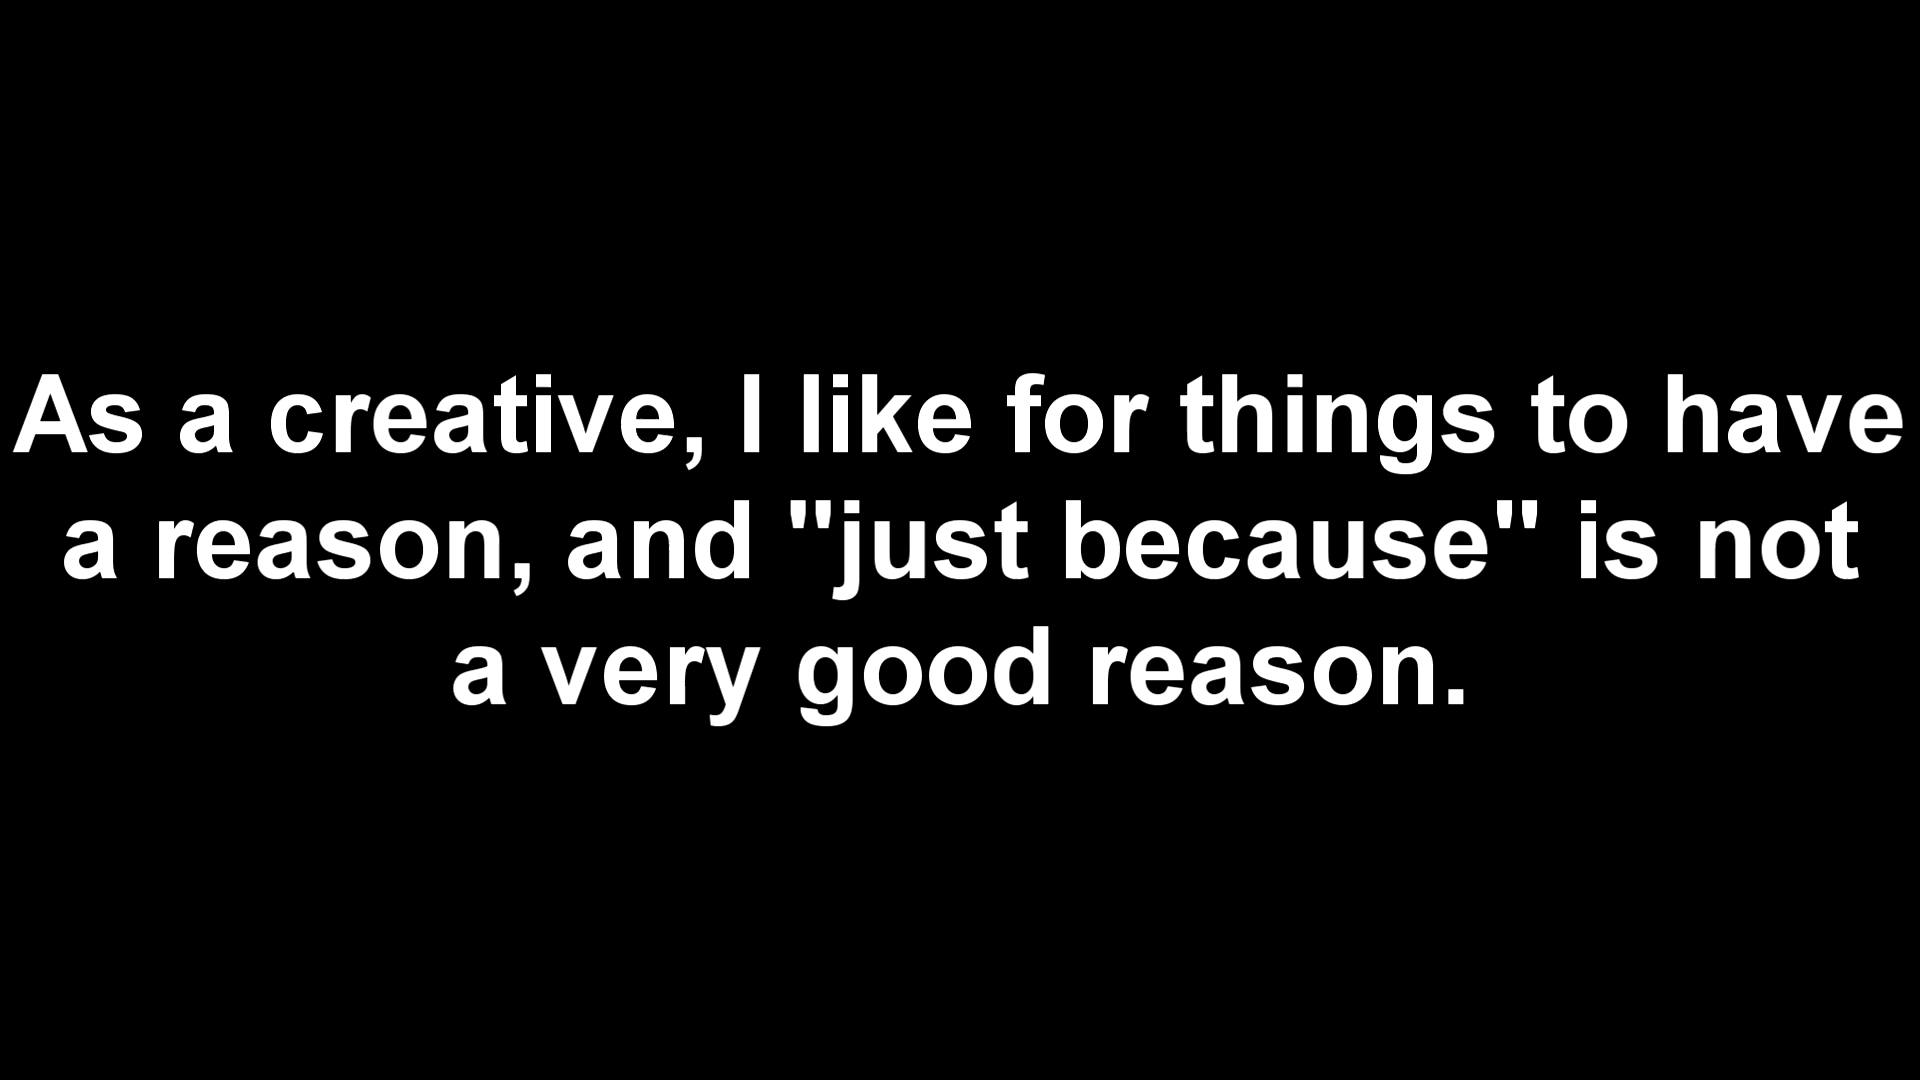 As a creative, I like for things to have
a reason, and "just because" is not
a very good reason.